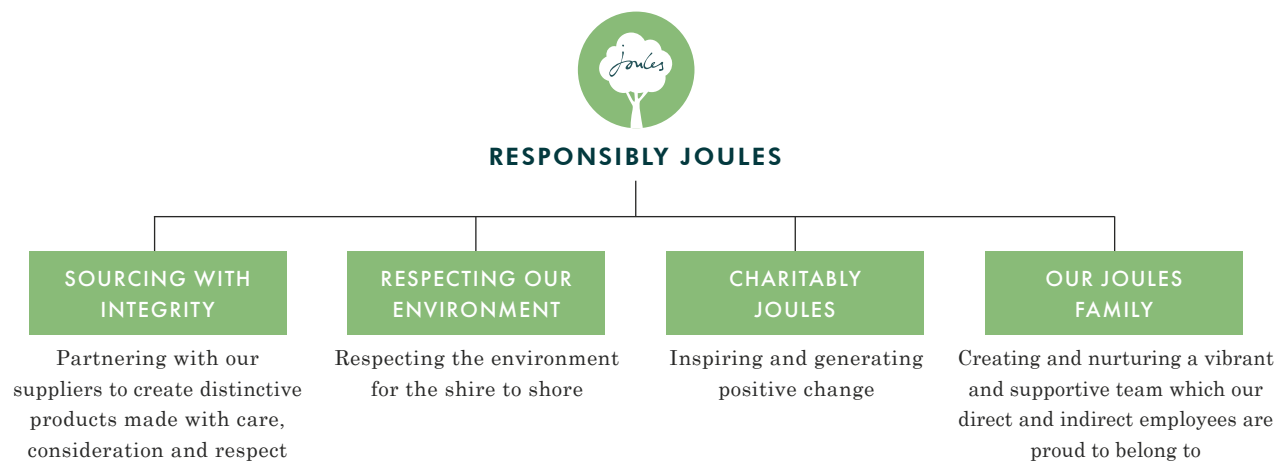 joules
RESPONSIBLY JOULES
SOURCING WITH
INTEGRITY
Partnering with our
suppliers to create distinctive
products made with care,
consideration and respect
RESPECTING OUR
ENVIRONMENT
Respecting the environment
for the shire to shore
CHARITABLY
JOULES
Inspiring and generating
positive change
OUR JOULES
FAMILY
Creating and nurturing a vibrant
and supportive team which our
direct and indirect employees are
proud to belong to